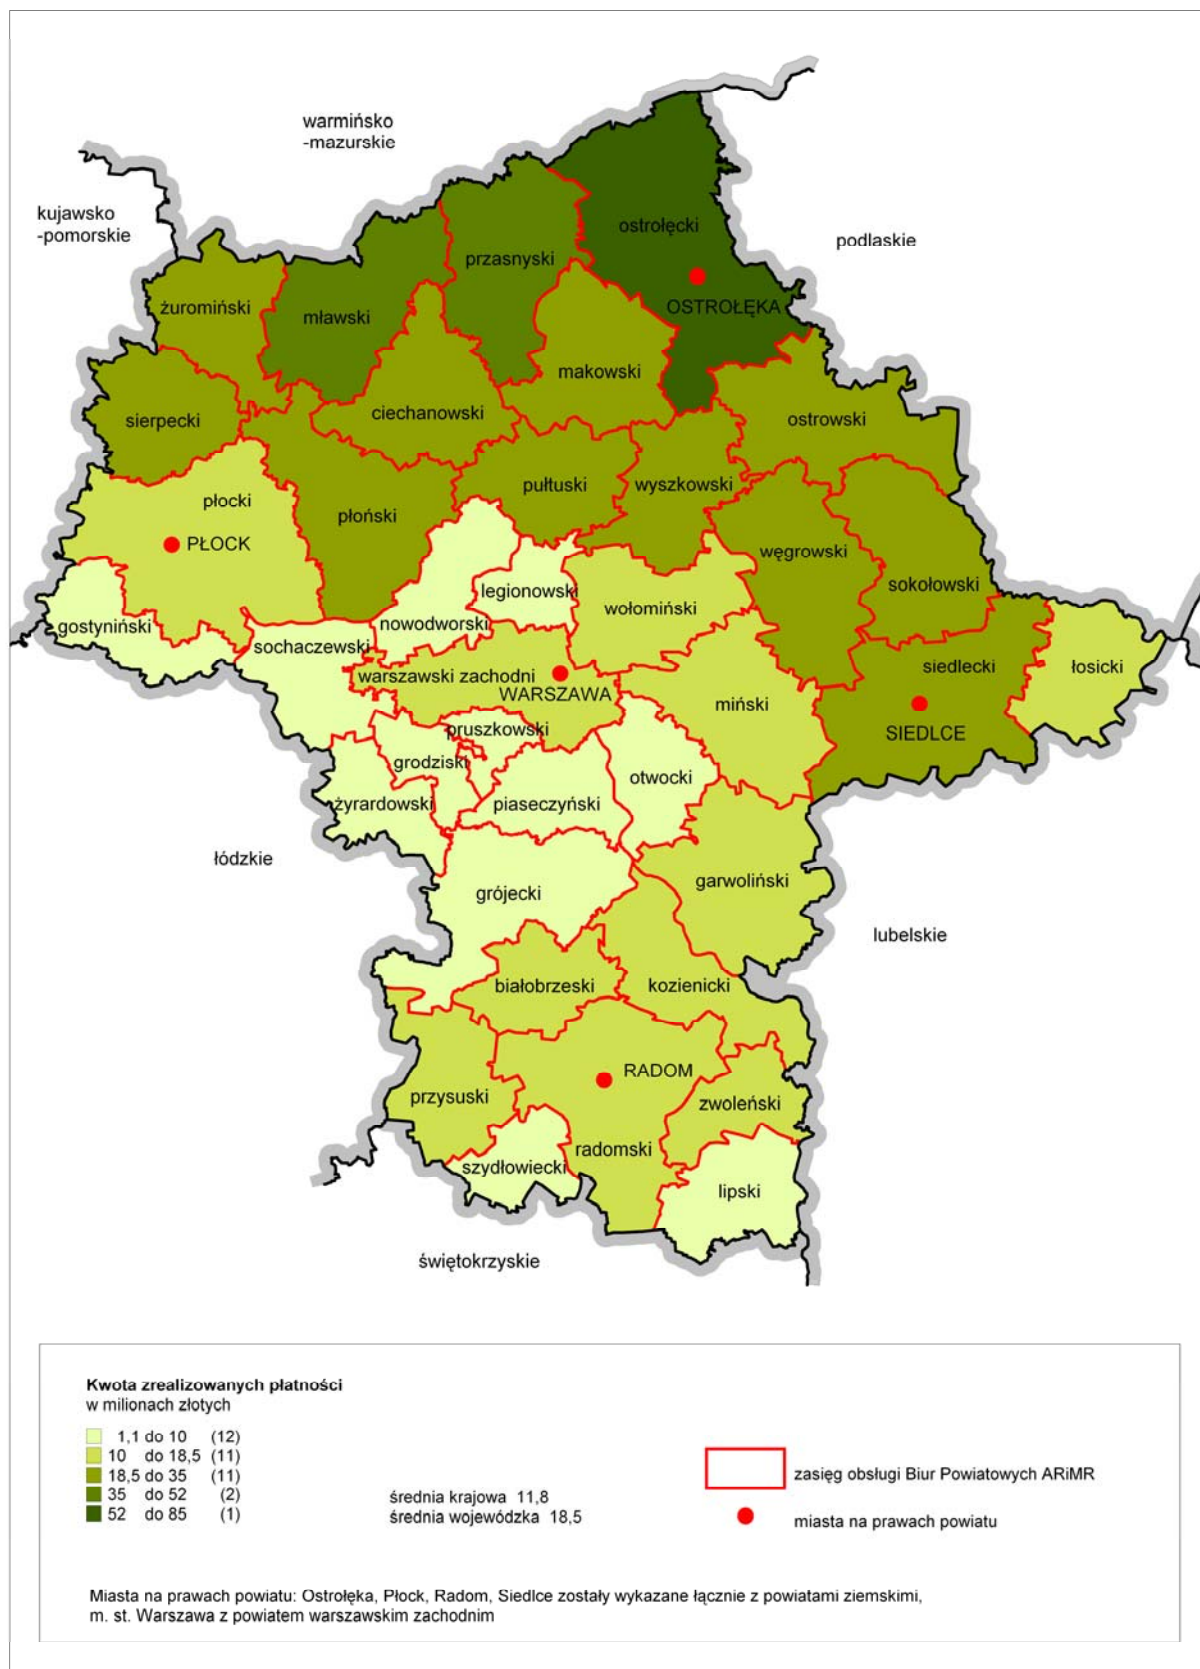 warmińsko
-mazurskie
kujawsko
-pomorskie
podlaskie
ostrołęcki
przasnyski
OSTROŁĘKA
żuromiński
mławski
makowski
ciechanowski
sierpecki
ostrowski
pułtuski
wyszkowski
płocki
płoński
PŁOCK
węgrowski
sokołowski
legionowski
wołomiński
nowodworski
gostyniński
sochaczewski
siedlecki
łosicki
warszawski zachodni
WARSZAWA
miński
SIEDLCE
pruszkowski
grodziski
otwocki
żyrardowski
piaseczyński
łódzkie
garwoliński
grójecki
lubelskie
białobrzeski
kozienicki
RADOM
przysuski
zwoleński
radomski
szydłowiecki
lipski
świętokrzyskie
Kwota zrealizowanych płatności
w milionach złotych
1,1 do 10 (12)
10 do 18,5 (11)
18,5 do 35 (11)
35 do 52 (2)
52 do 85 (1)
średnia krajowa 11,8
średnia wojewódzka 18,5
zasięg obsługi Biur Powiatowych ARiMR
miasta na prawach powiatu
Miasta na prawach powiatu: Ostrołęka, Płock, Radom, Siedlce zostały wykazane łącznie z powiatami ziemskimi,
m. st. Warszawa z powiatem warszawskim zachodnim